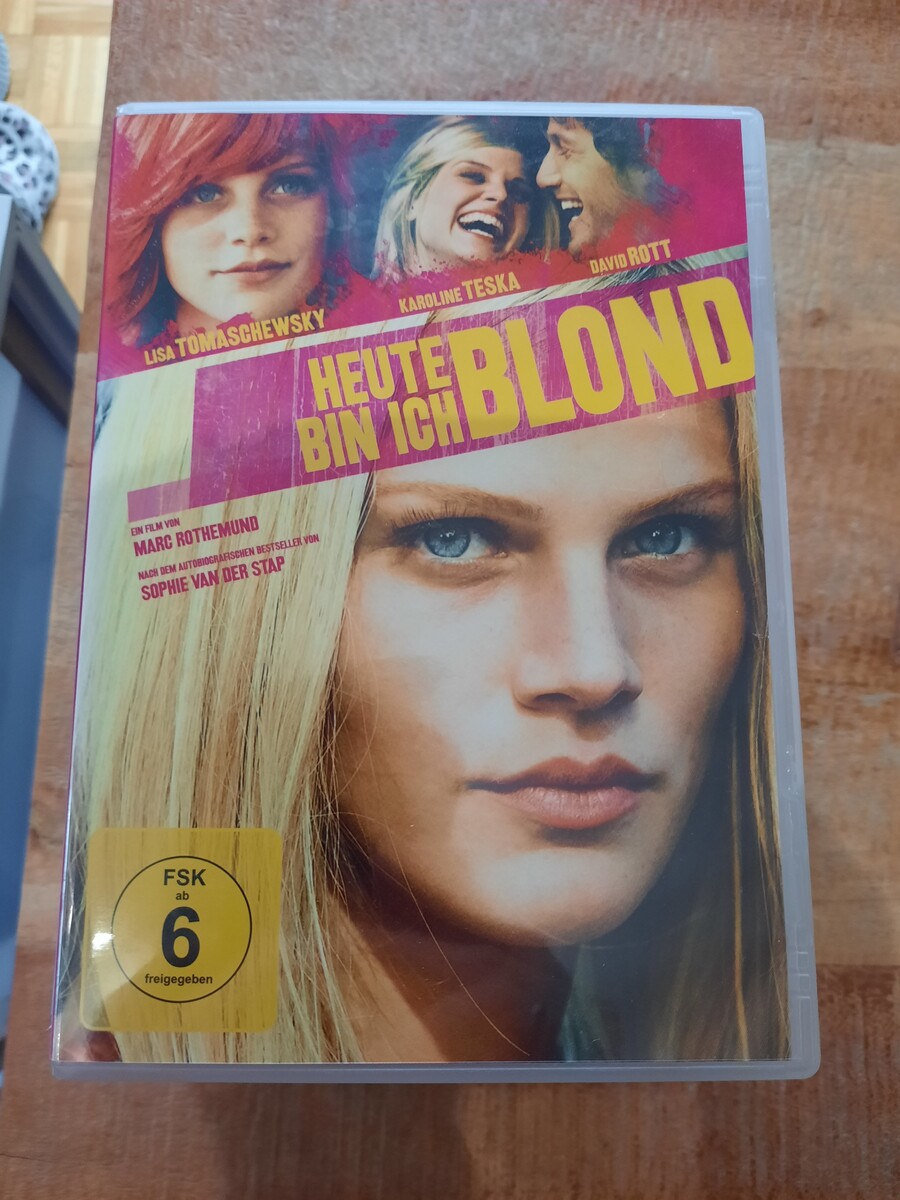 LISA TOMASCHEWSKY
KAROLINE TESKA
DAVID ROTT
HEUTE
BIN ICH BLOND
EIN FILM VON
MARC ROTHEMUND
NACH DEM AUTOBIOGRAFISCHEN BESTSELLER VON
SOPHIE VAN DER STAP
FSK
ab
6
freigegeben